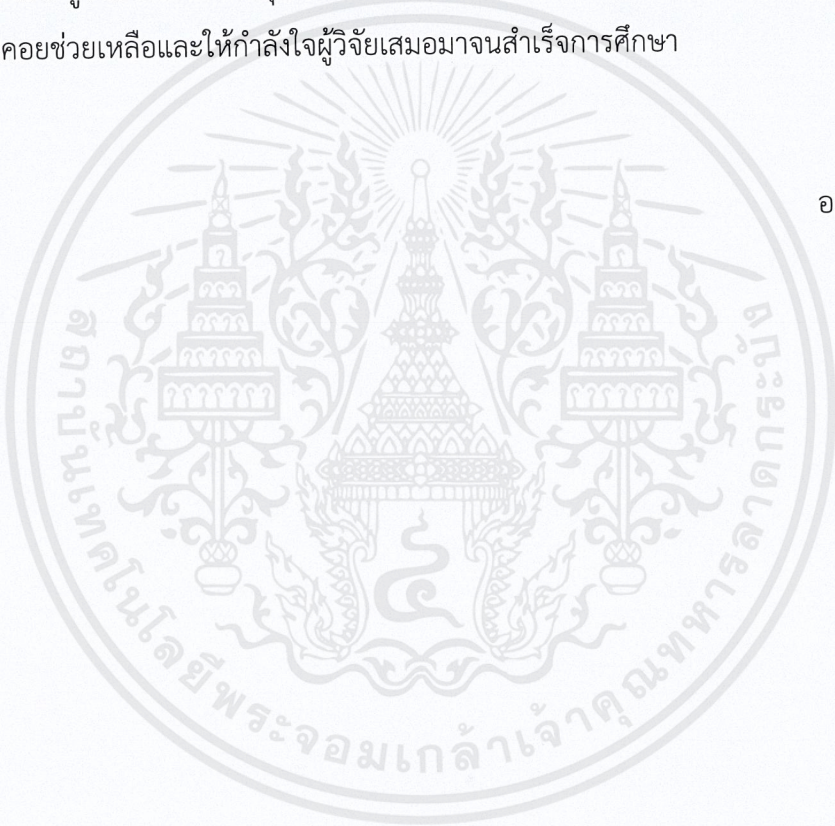 คอยช่วยเหลือและให้กำลังใจผู้วิจัยเสมอมาจนสำเร็จการศึกษา
อ
สถาบันเทคโนโลยีพระจอมเกล้าเจ้าคุณทหารลาดกระบัง
๔